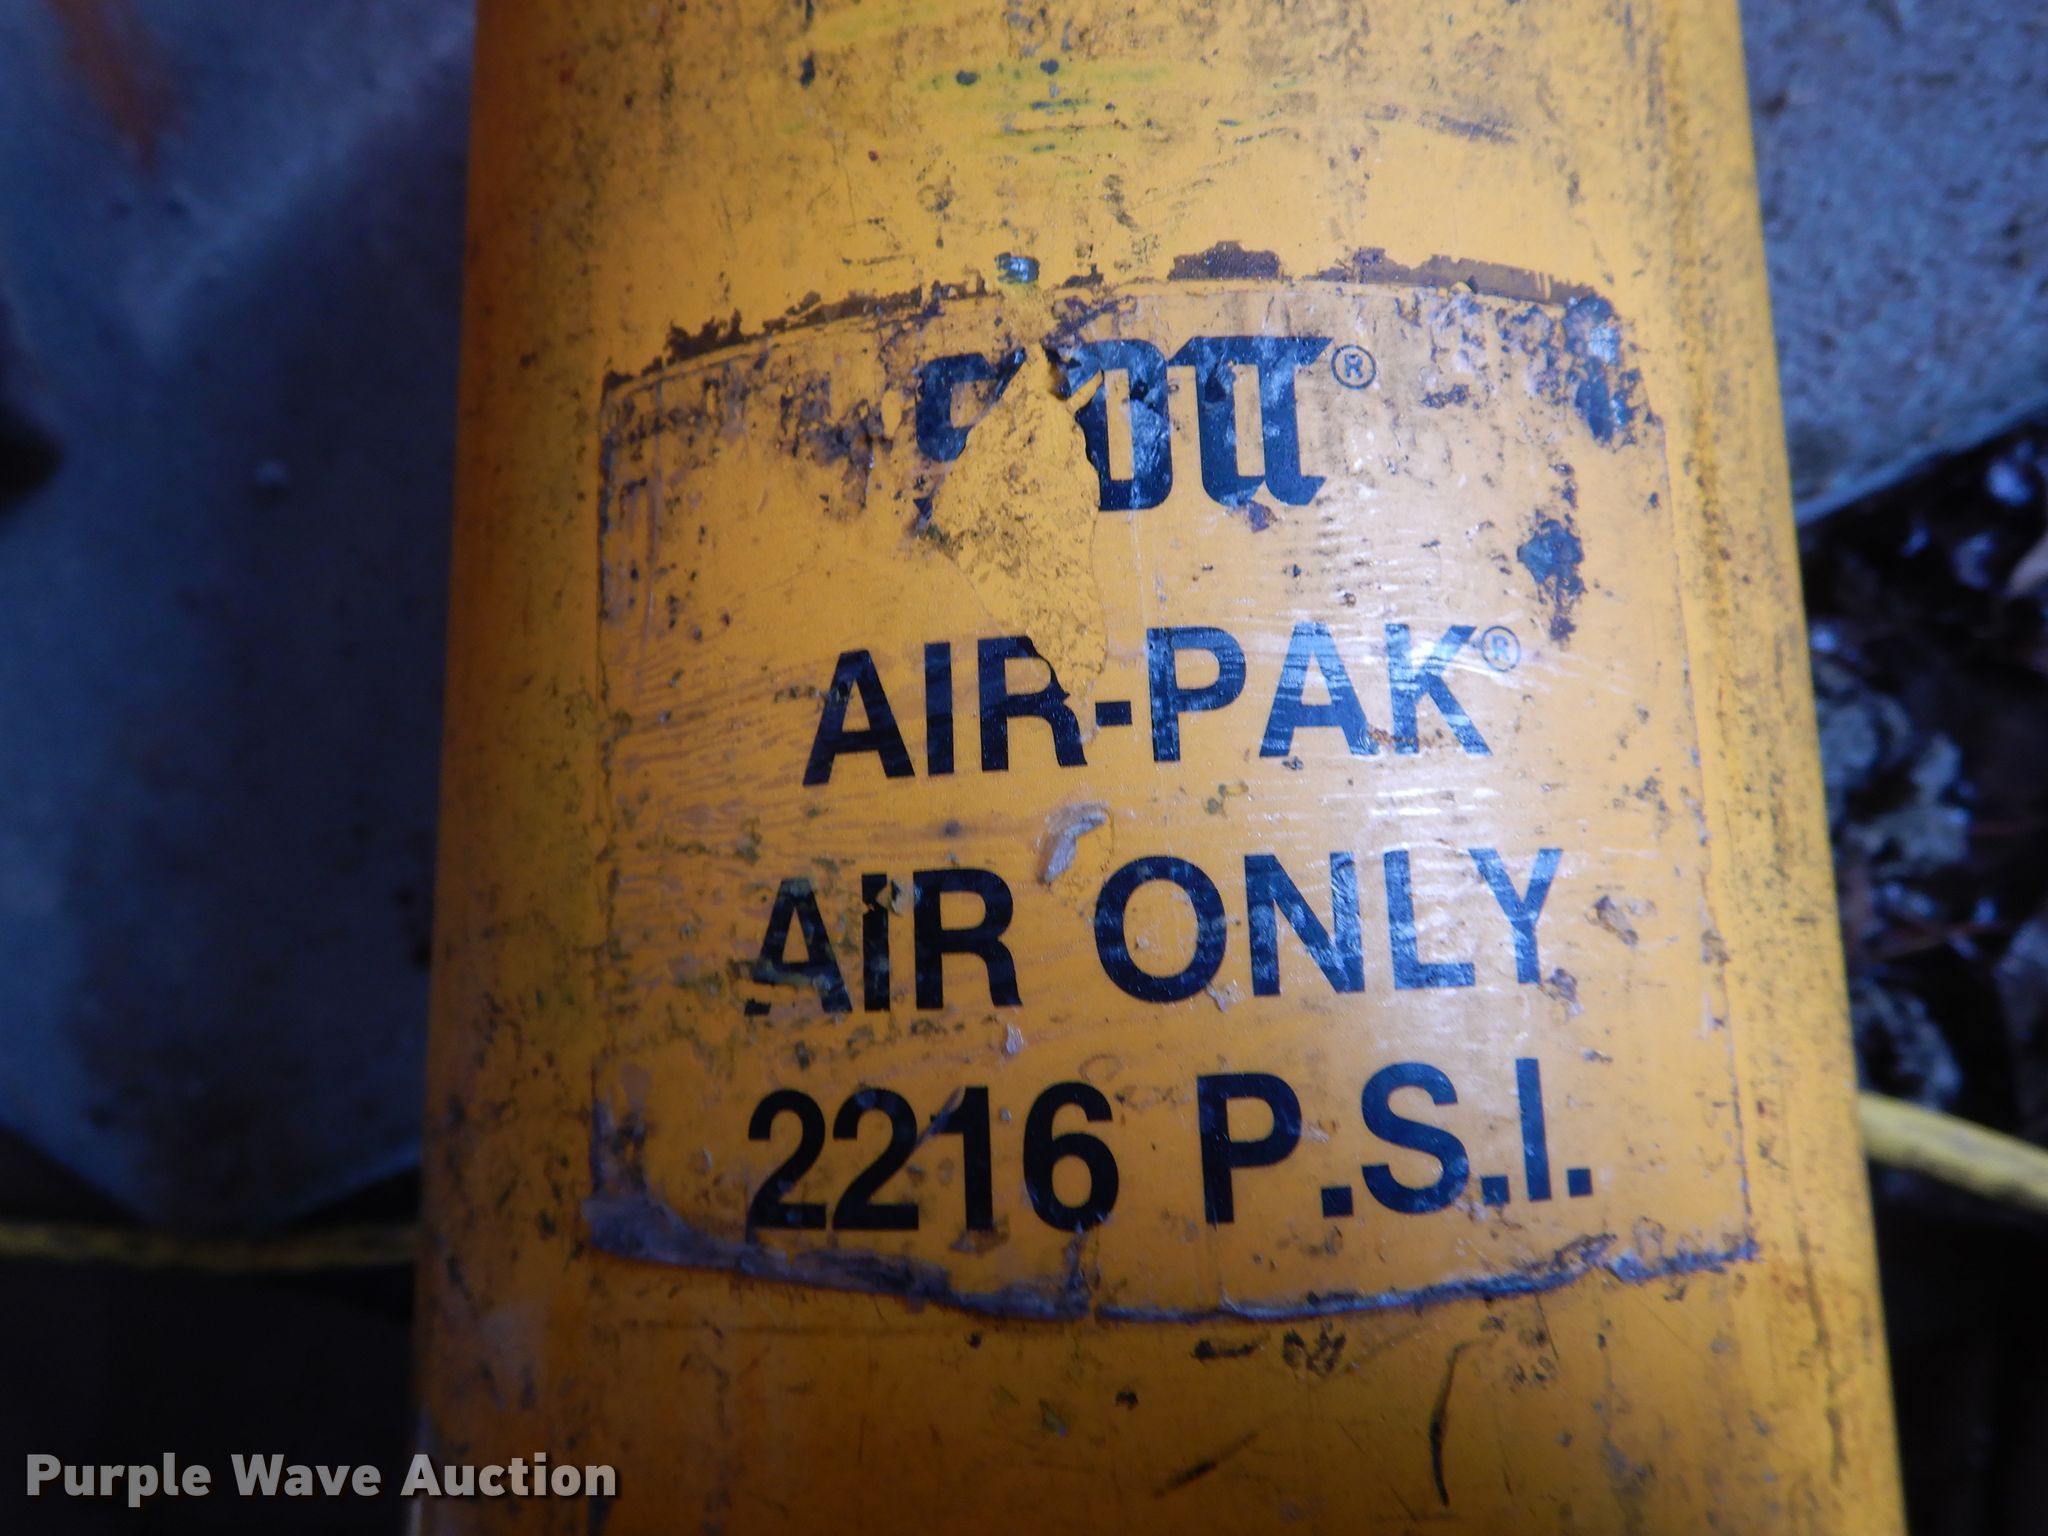 AIR-PAK®
AIR ONLY
2216 P.S.I.
Purple Wave Auction